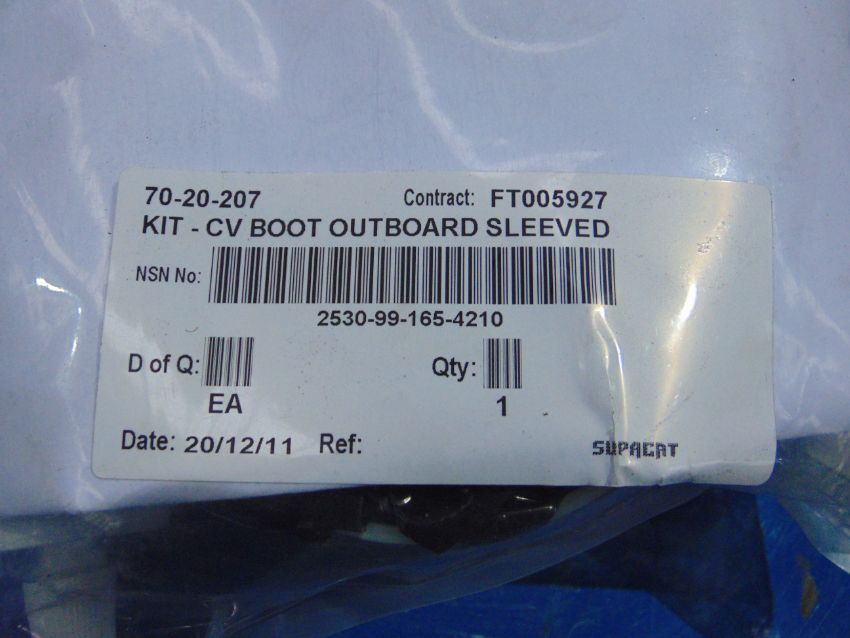 70-20-207 Contract: FT005927
KIT - CV BOOT OUTBOARD SLEEVED
NSN No:
2530-99-165-4210
D of Q: Qty:
EA 1
Date: 20/12/11 Ref:
SUPACAT